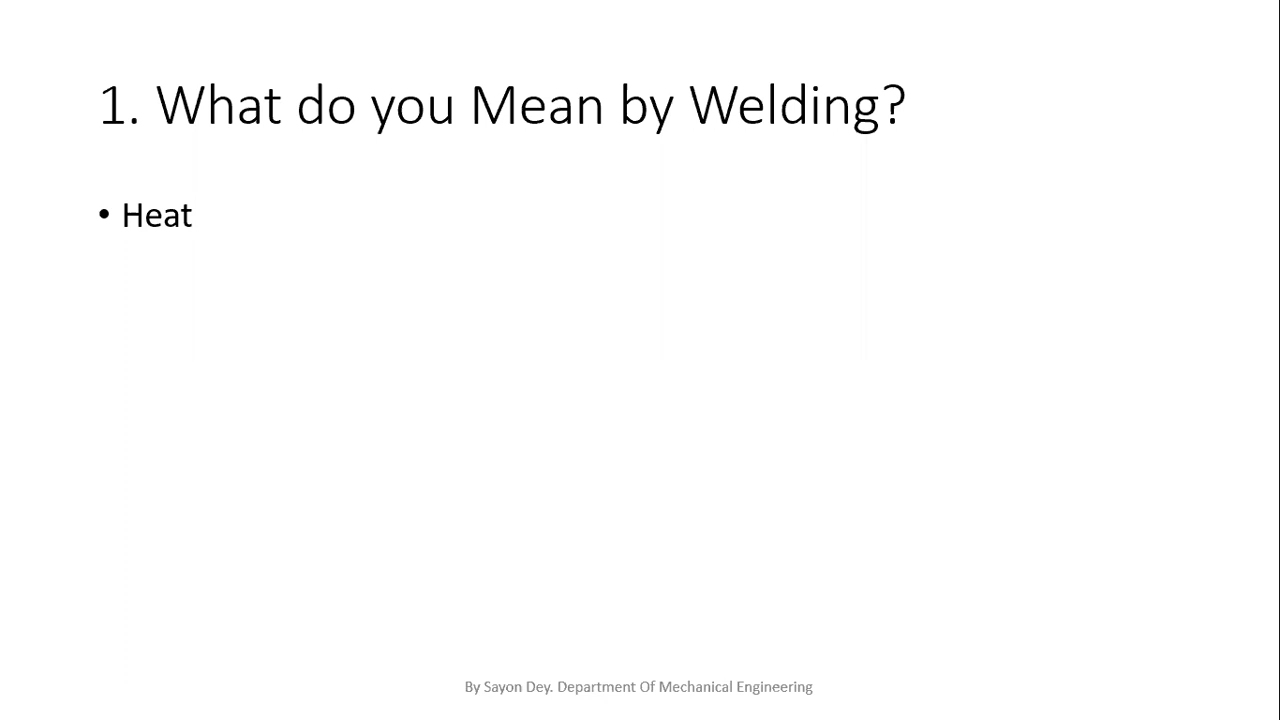 1. What do you Mean by Welding?
• Heat
By Sayon Dey. Department Of Mechanical Engineering